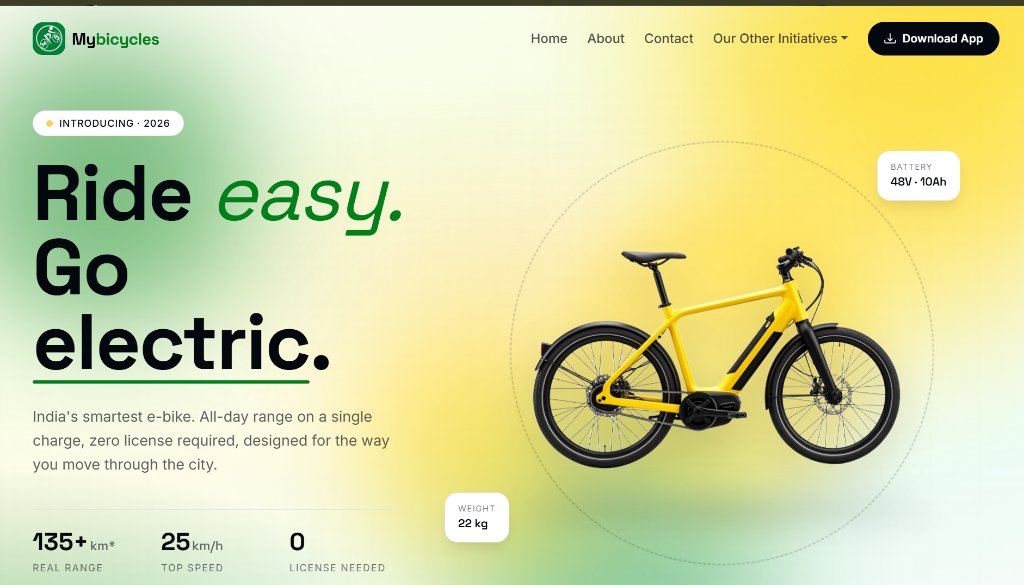 Mybicycles
Home About Contact Our Other Initiatives Download App
INTRODUCING · 2026
Ride easy.
Go
electric.
India's smartest e-bike. All-day range on a single
charge, zero license required, designed for the way
you move through the city.
135+ km* 25 km/h 0
REAL RANGE TOP SPEED LICENSE NEEDED
BATTERY
48V · 10Ah
WEIGHT
22 kg